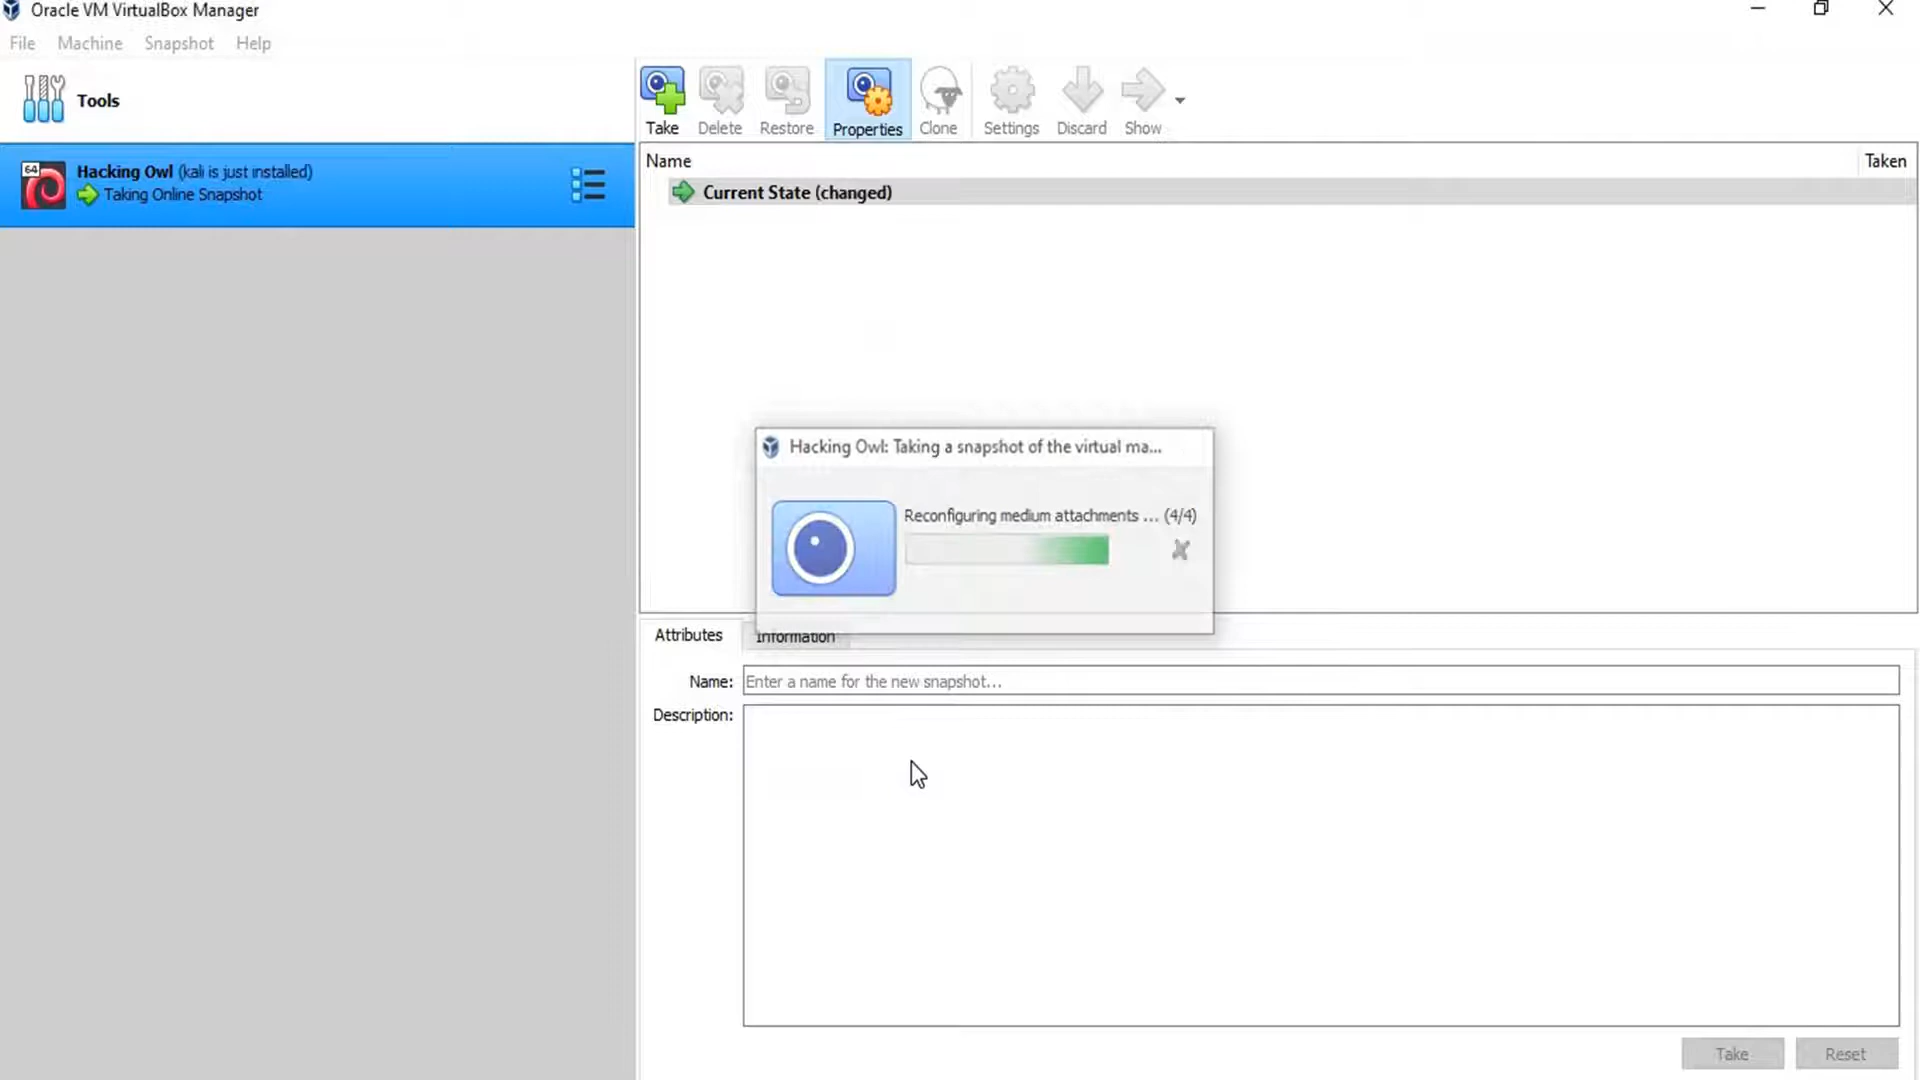 Oracle VM VirtualBox Manager
File Machine Snapshot Help
Tools
Take Delete Restore Properties Clone Settings Discard Show
64
Hacking Owl (kali is just installed)
Taking Online Snapshot
Name Taken
Current State (changed)
Hacking Owl: Taking a snapshot of the virtual ma...
Reconfiguring medium attachments ... (4/4)
Attributes Information
Name: Enter a name for the new snapshot...
Description:
Take Reset